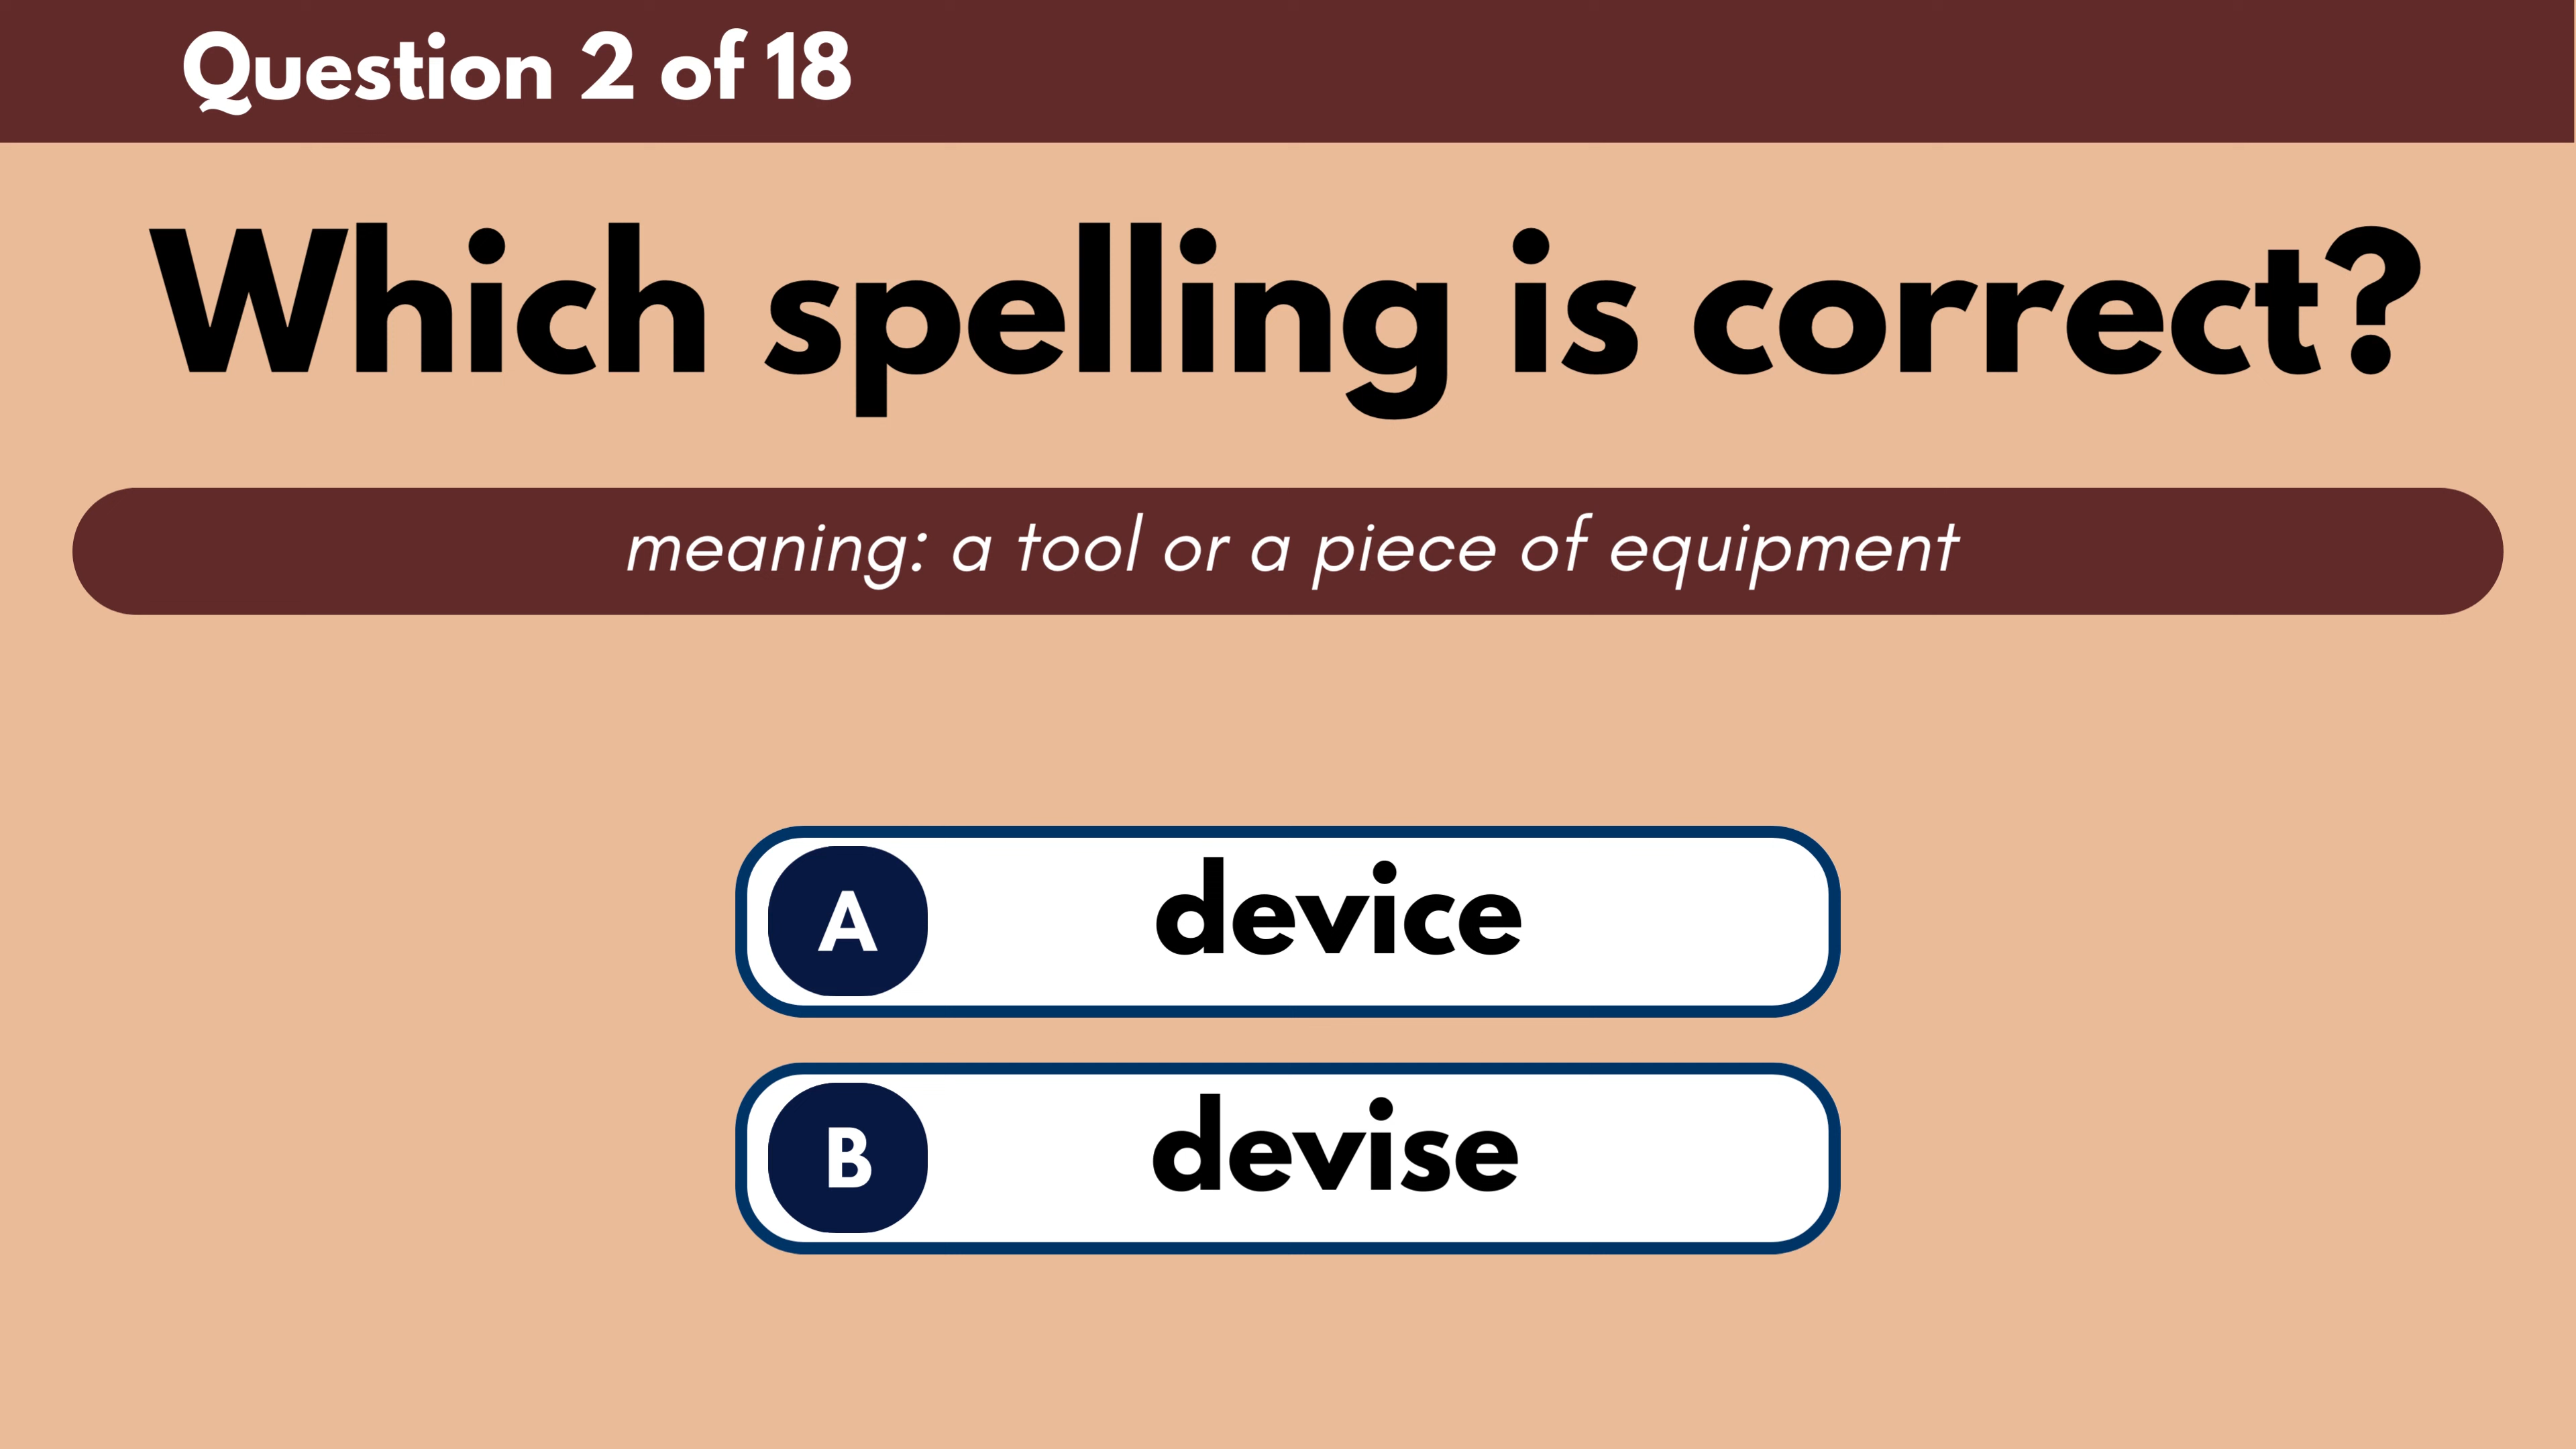 Question 2 of 18
Which spelling is correct?
meaning: a tool or a piece of equipment
A device
B devise